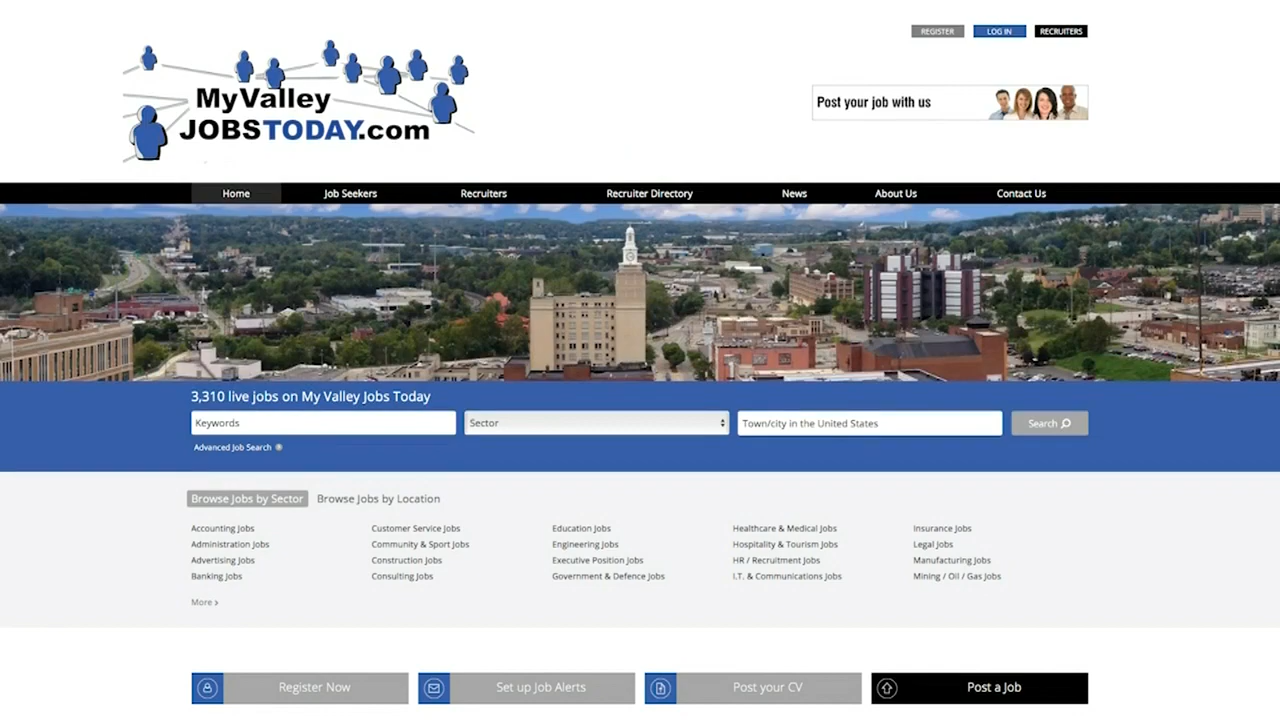 REGISTER
LOG IN
RECRUITERS
MyValley
JOBSTODAY.com
Post your job with us
Home
Job Seekers
Recruiters
Recruiter Directory
News
About Us
Contact Us
3,310 live jobs on My Valley Jobs Today
Keywords
Sector
Town/city in the United States
Search
Advanced Job Search
Browse Jobs by Sector
Browse Jobs by Location
Accounting Jobs
Customer Service Jobs
Education Jobs
Healthcare & Medical Jobs
Insurance Jobs
Administration Jobs
Community & Sport Jobs
Engineering Jobs
Hospitality & Tourism Jobs
Legal Jobs
Advertising Jobs
Construction Jobs
Executive Position Jobs
HR / Recruitment Jobs
Manufacturing Jobs
Banking Jobs
Consulting Jobs
Government & Defence Jobs
I.T. & Communications Jobs
Mining / Oil / Gas Jobs
More >
Register Now
Set up Job Alerts
Post your CV
Post a Job